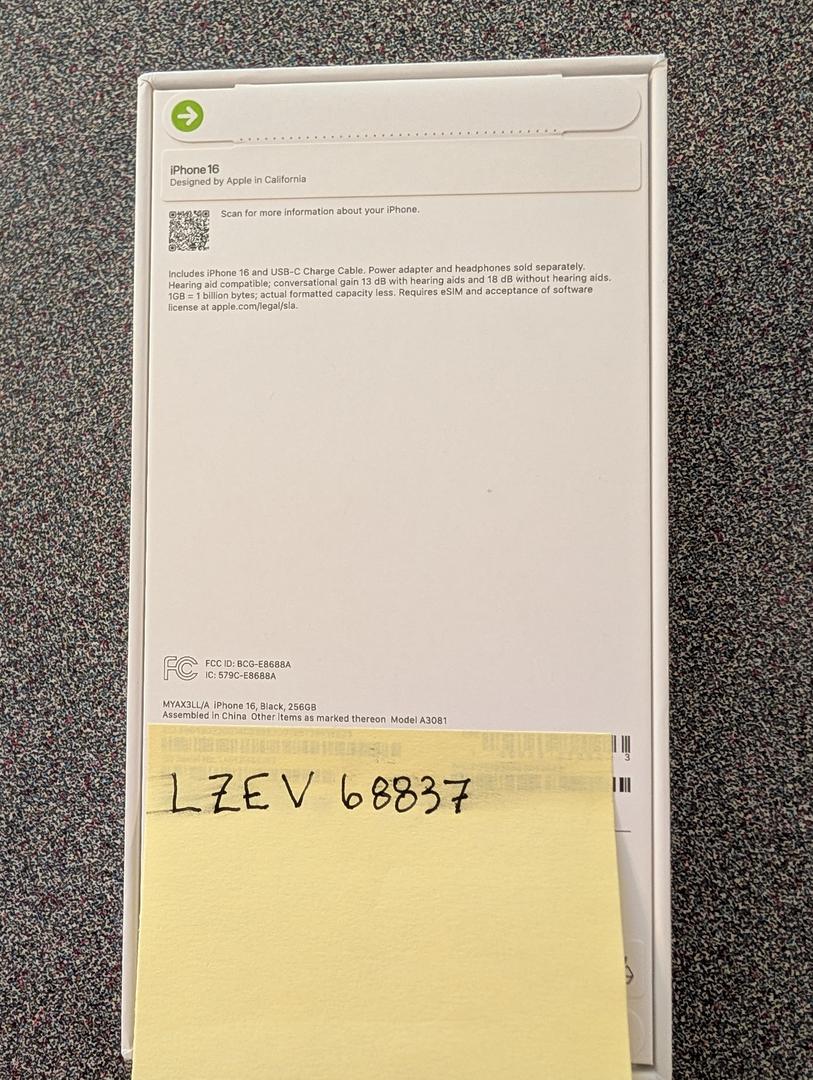 iPhone 16
Designed by Apple in California
Scan for more information about your iPhone.
Includes iPhone 16 and USB-C Charge Cable. Power adapter and headphones sold separately.
Hearing aid compatible; conversational gain 13 dB with hearing aids and 18 dB without hearing aids.
1GB = 1 billion bytes; actual formatted capacity less. Requires eSIM and acceptance of software
license at apple.com/legal/sla.
FC FCC ID: BCG-E8688A
IC: 579C-E8688A
MYAX3LL/A iPhone 16, Black, 256GB
Assembled in China Other items as marked thereon Model A3081
3
LZEV 68837